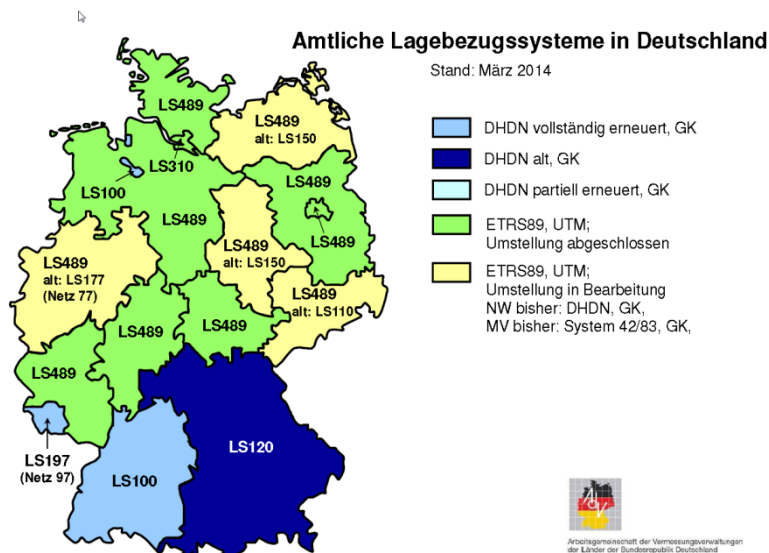 Amtliche Lagebezugssysteme in Deutschland
Stand: März 2014
DHDN vollständig erneuert, GK
DHDN alt, GK
DHDN partiell erneuert, GK
ETRS89, UTM;
Umstellung abgeschlossen
ETRS89, UTM;
Umstellung in Bearbeitung
NW bisher: DHDN, GK,
MV bisher: System 42/83, GK,
LS489
LS489
alt: LS150
LS310
LS100
LS489
LS489
LS489
LS489
alt: LS150
LS489
alt: LS177
(Netz 77)
LS489
alt: LS110
LS489
LS489
LS489
LS197
(Netz 97)
LS100
LS120
AdV
Arbeitsgemeinschaft der Vermessungsverwaltungen
der Länder der Bundesrepublik Deutschland